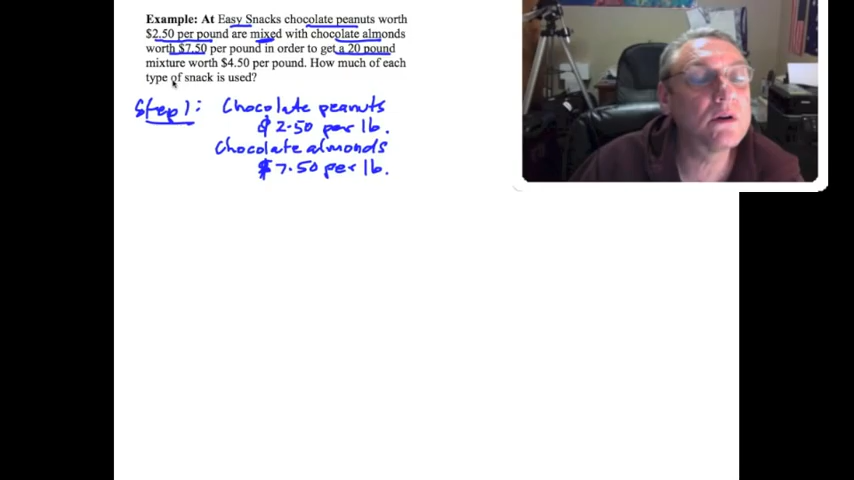 Example: At Easy Snacks chocolate peanuts worth
$2.50 per pound are mixed with chocolate almonds
worth $7.50 per pound in order to get a 20 pound
mixture worth $4.50 per pound. How much of each
type of snack is used?
Step 1: Chocolate peanuts
$2.50 per lb.
Chocolate almonds
$7.50 per lb.